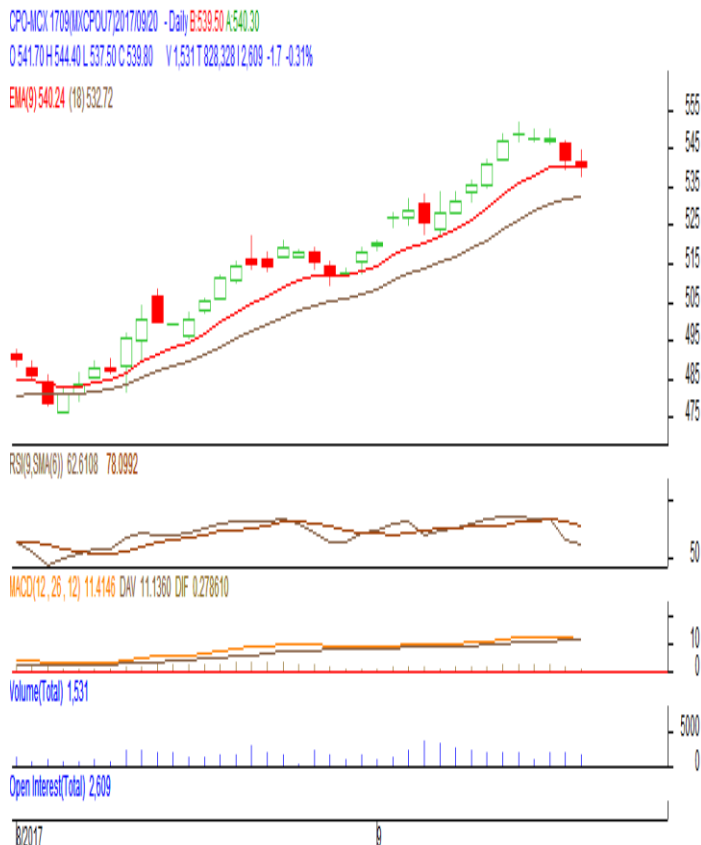 CPO-MCX 1709(MXCPOU7)2017/09/20 - Daily B:539.50 A:540.30
O 541.70 H 544.40 L 537.50 C 539.80 V 1,531 T 828,328 I 2,609 -1.7 -0.31%
EMA(9) 540.24 (18) 532.72
555
545
535
525
515
505
495
485
475
RSI(9,SMA(6)) 62.6108 78.0992
50
MACD(12 , 26 , 12) 11.4146 DAV 11.1360 DIF 0.278610
10
0
Volume(Total) 1,531
5000
0
Open Interest(Total) 2,609
8/2017 9